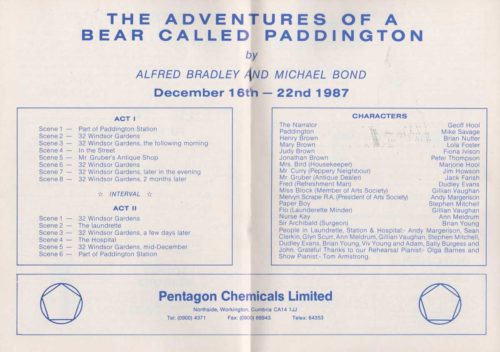 THE ADVENTURES OF A
BEAR CALLED PADDINGTON
by
ALFRED BRADLEY AND MICHAEL BOND
December 16th — 22nd 1987
ACT I
Scene 1 — Part of Paddington Station
Scene 2 — 32 Windsor Gardens
Scene 3 — 32 Windsor Gardens, the following morning
Scene 4 — In the Street
Scene 5 — Mr Gruber's Antique Shop
Scene 6 — 32 Windsor Gardens
Scene 7 — 32 Windsor Gardens, later in the evening
Scene 8 — 32 Windsor Gardens, 2 months later
☆ INTERVAL ☆
ACT II
Scene 1 — 32 Windsor Gardens
Scene 2 — The laundrette
Scene 3 — 32 Windsor Gardens, a few days later
Scene 4 — The Hospital
Scene 5 — 32 Windsor Gardens, mid-December
Scene 6 — Part of Paddington Station
CHARACTERS
The Narrator Geoff Hool
Paddington Mike Savage
Henry Brown Brian Nutter
Mary Brown Lola Foster
Judy Brown Fiona Ivison
Jonathan Brown Peter Thompson
Mrs. Bird (Housekeeper) Marjorie Hool
Mr Curry (Peppery Neighbour) Jim Howson
Mr Gruber (Antique Dealer) Jack Farish
Fred (Refreshment Man) Dudley Evans
Miss Block (Member of Arts Society) Gillian Vaughan
Mervyn Scrape R.A. (President of Arts Society) Andy Margerison
Paper Boy Stephen Mitchell
Flo (Launderette Minder) Gillian Vaughan
Nurse Kay Ann Meldrum
Sir Archibald (Surgeon) Brian Young
People in Laundrette, Station & Hospital:- Andy Margerison, Sean
Clerkin, Glyn Scurr, Ann Meldrum, Gillian Vaughan, Stephen Mitchell,
Dudley Evans, Brian Young, Viv Young and Adam, Sally Burgess and
John. Grateful Thanks to our Rehearsal Pianist:- Olga Barnes and
Show Pianist:- Tom Armstrong.
Pentagon Chemicals Limited
Northside, Workington, Cumbria CA14 1JJ
Tel: (0900) 4371 Fax: (0900) 66943 Telex: 64353